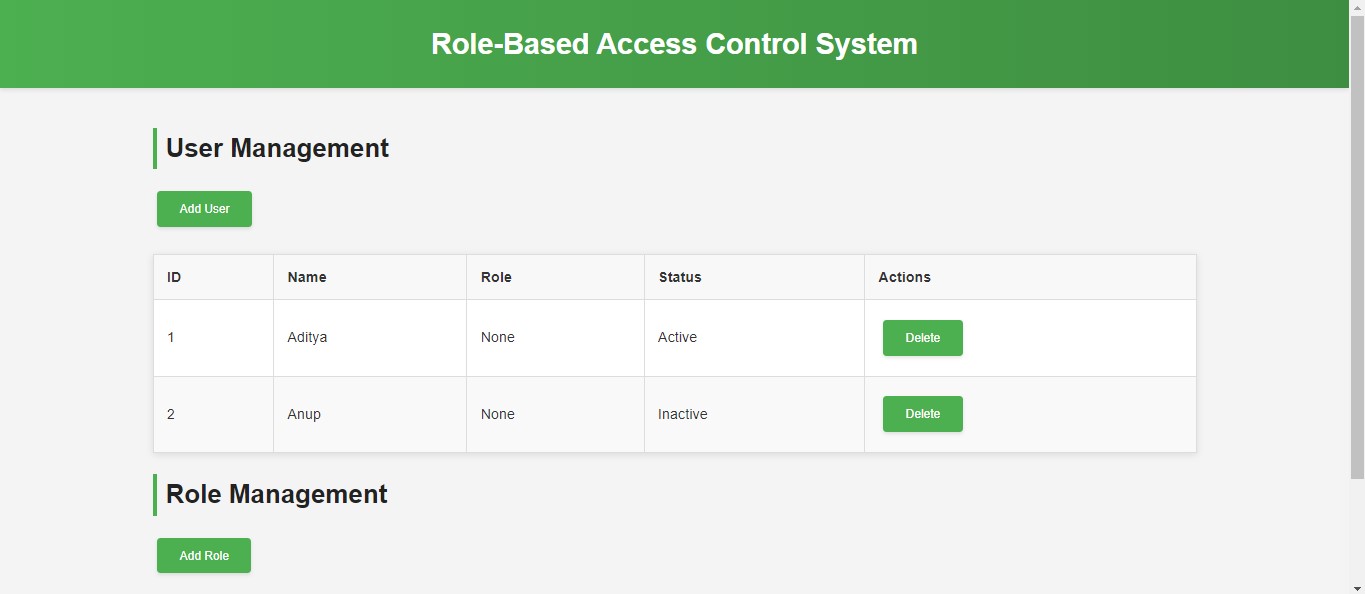 Role-Based Access Control System
User Management
Add User
ID Name Role Status Actions
1 Aditya None Active Delete
2 Anup None Inactive Delete
Role Management
Add Role